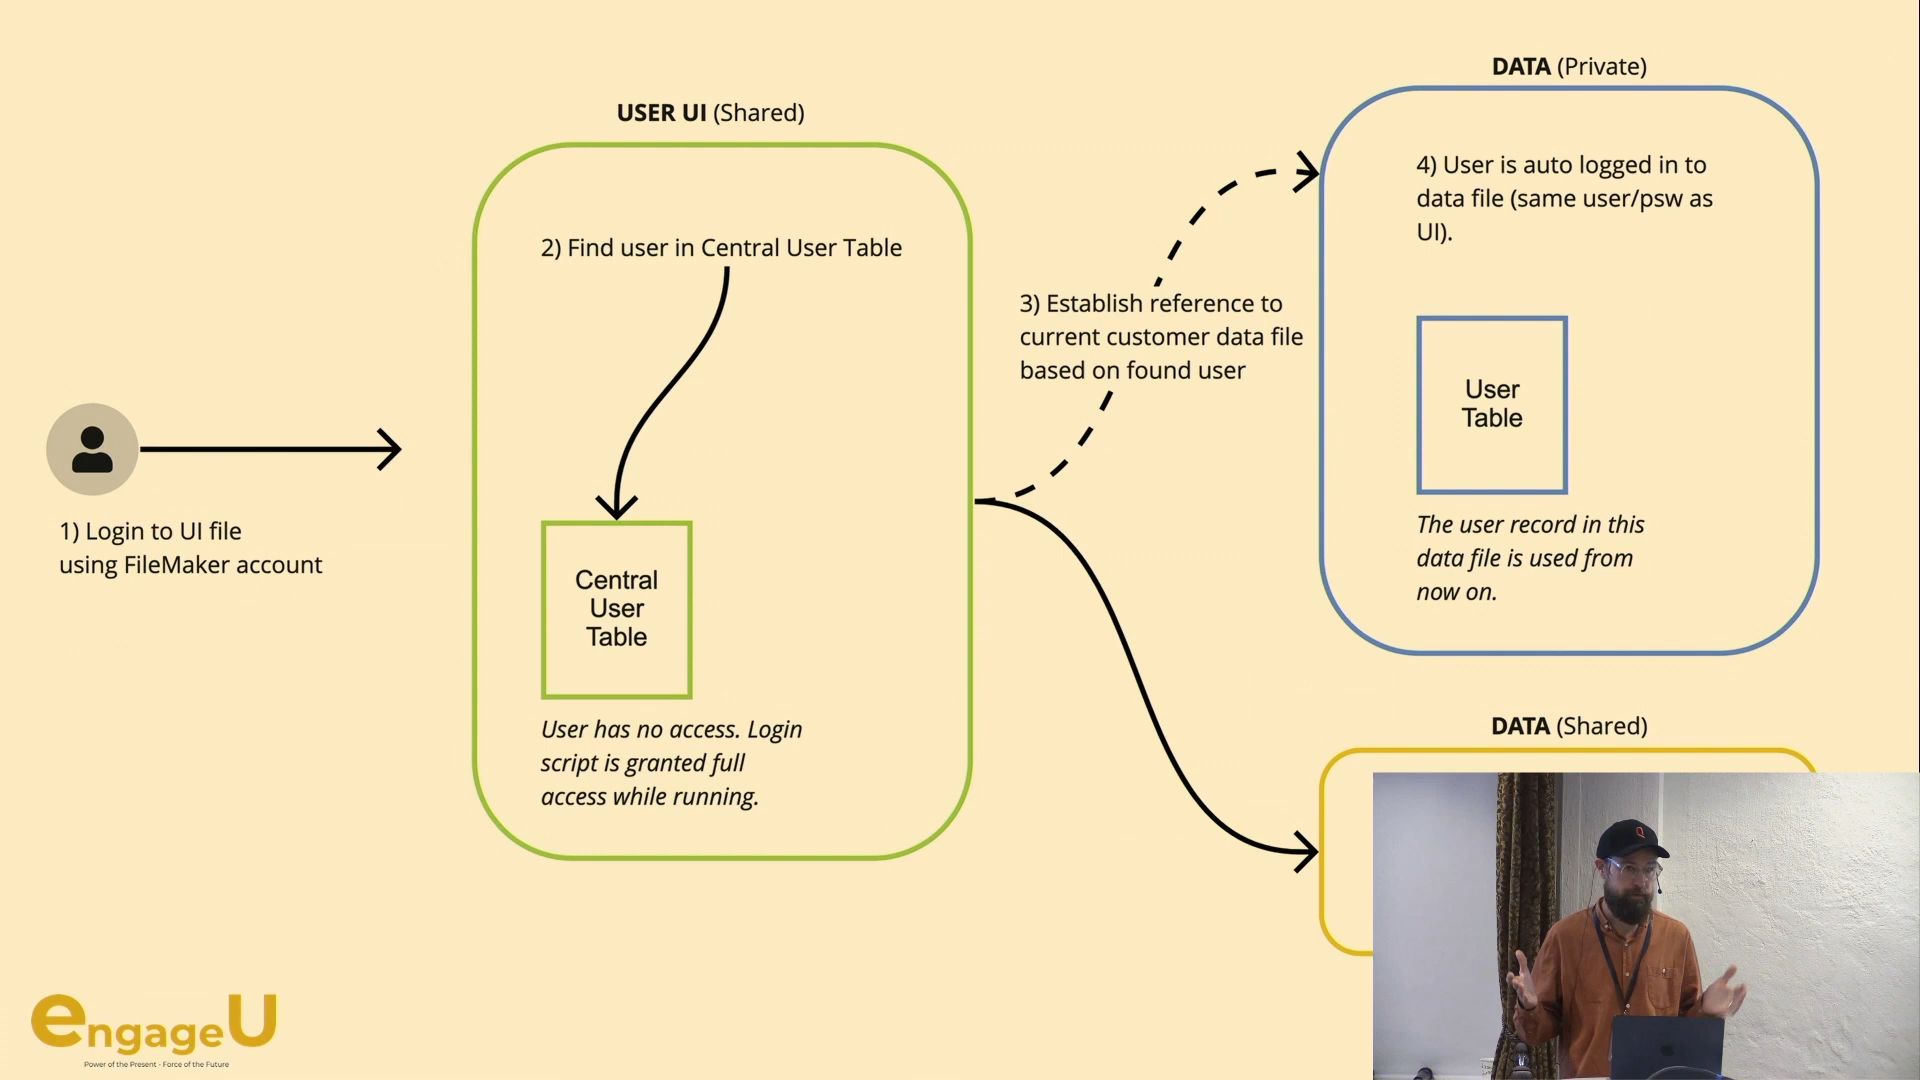 DATA (Private)
USER UI (Shared)
4) User is auto logged in to
data file (same user/psw as
UI).
2) Find user in Central User Table
3) Establish reference to
current customer data file
based on found user
User
Table
1) Login to UI file
using FileMaker account
The user record in this
data file is used from
now on.
Central
User
Table
User has no access. Login
script is granted full
access while running.
DATA (Shared)
engageU
Power of the Present - Force of the Future